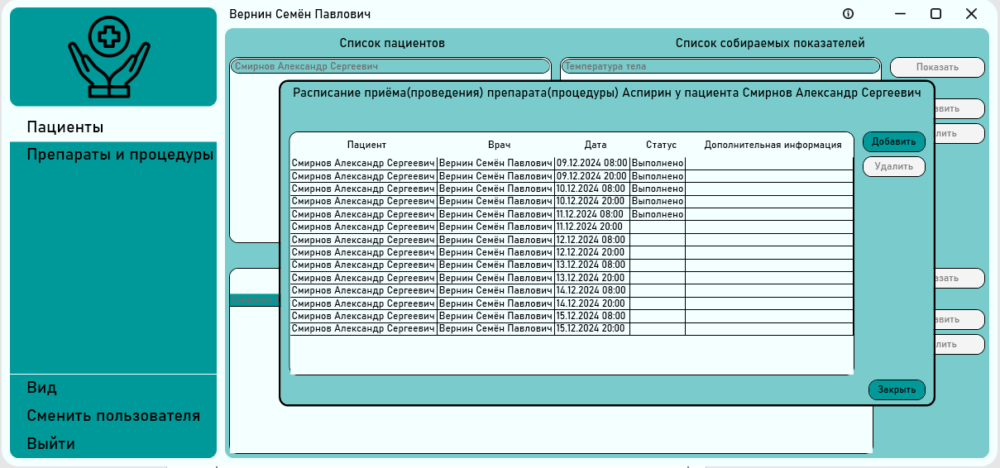 Вернин Семён Павлович
Пациенты
Препараты и процедуры
Вид
Сменить пользователя
Выйти
Список пациентов
Список собираемых показателей
Смирнов Александр Сергеевич
Температура тела
Показать
Расписание приёма(проведения) препарата(процедуры) Аспирин у пациента Смирнов Александр Сергеевич
Пациент Врач Дата Статус Дополнительная информация
Смирнов Александр Сергеевич Вернин Семён Павлович 09.12.2024 08:00 Выполнено
Смирнов Александр Сергеевич Вернин Семён Павлович 09.12.2024 20:00 Выполнено
Смирнов Александр Сергеевич Вернин Семён Павлович 10.12.2024 08:00 Выполнено
Смирнов Александр Сергеевич Вернин Семён Павлович 10.12.2024 20:00 Выполнено
Смирнов Александр Сергеевич Вернин Семён Павлович 11.12.2024 08:00 Выполнено
Смирнов Александр Сергеевич Вернин Семён Павлович 11.12.2024 20:00
Смирнов Александр Сергеевич Вернин Семён Павлович 12.12.2024 08:00
Смирнов Александр Сергеевич Вернин Семён Павлович 12.12.2024 20:00
Смирнов Александр Сергеевич Вернин Семён Павлович 13.12.2024 08:00
Смирнов Александр Сергеевич Вернин Семён Павлович 13.12.2024 20:00
Смирнов Александр Сергеевич Вернин Семён Павлович 14.12.2024 08:00
Смирнов Александр Сергеевич Вернин Семён Павлович 14.12.2024 20:00
Смирнов Александр Сергеевич Вернин Семён Павлович 15.12.2024 08:00
Смирнов Александр Сергеевич Вернин Семён Павлович 15.12.2024 20:00
Добавить
Удалить
Закрыть
авить
лить
азать
авить
лить